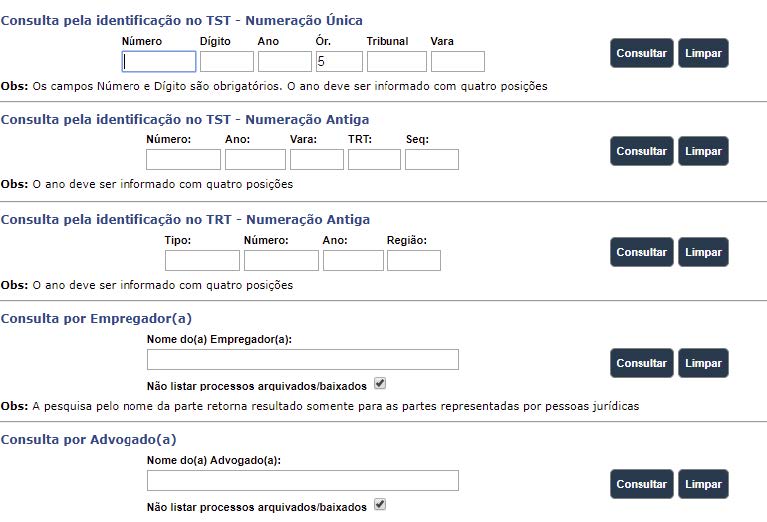 Consulta pela identificação no TST - Numeração Única
Número Dígito Ano Ór. Tribunal Vara
5
Consultar Limpar
Obs: Os campos Número e Dígito são obrigatórios. O ano deve ser informado com quatro posições
Consulta pela identificação no TST - Numeração Antiga
Número: Ano: Vara: TRT: Seq:
Consultar Limpar
Obs: O ano deve ser informado com quatro posições
Consulta pela identificação no TRT - Numeração Antiga
Tipo: Número: Ano: Região:
Consultar Limpar
Obs: O ano deve ser informado com quatro posições
Consulta por Empregador(a)
Nome do(a) Empregador(a):
Consultar Limpar
Não listar processos arquivados/baixados
Obs: A pesquisa pelo nome da parte retorna resultado somente para as partes representadas por pessoas jurídicas
Consulta por Advogado(a)
Nome do(a) Advogado(a):
Consultar Limpar
Não listar processos arquivados/baixados